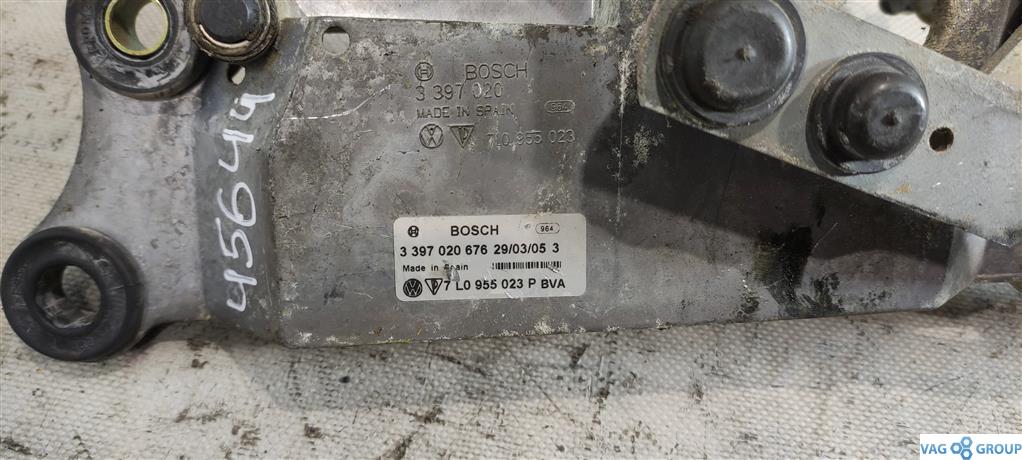 BOSCH
3 397 020
MADE IN SPAIN 964
7L0 955 023
45644
BOSCH 964
3 397 020 676 29/03/05 3
Made in Spain
7 L0 955 023 P BVA
VAG GROUP